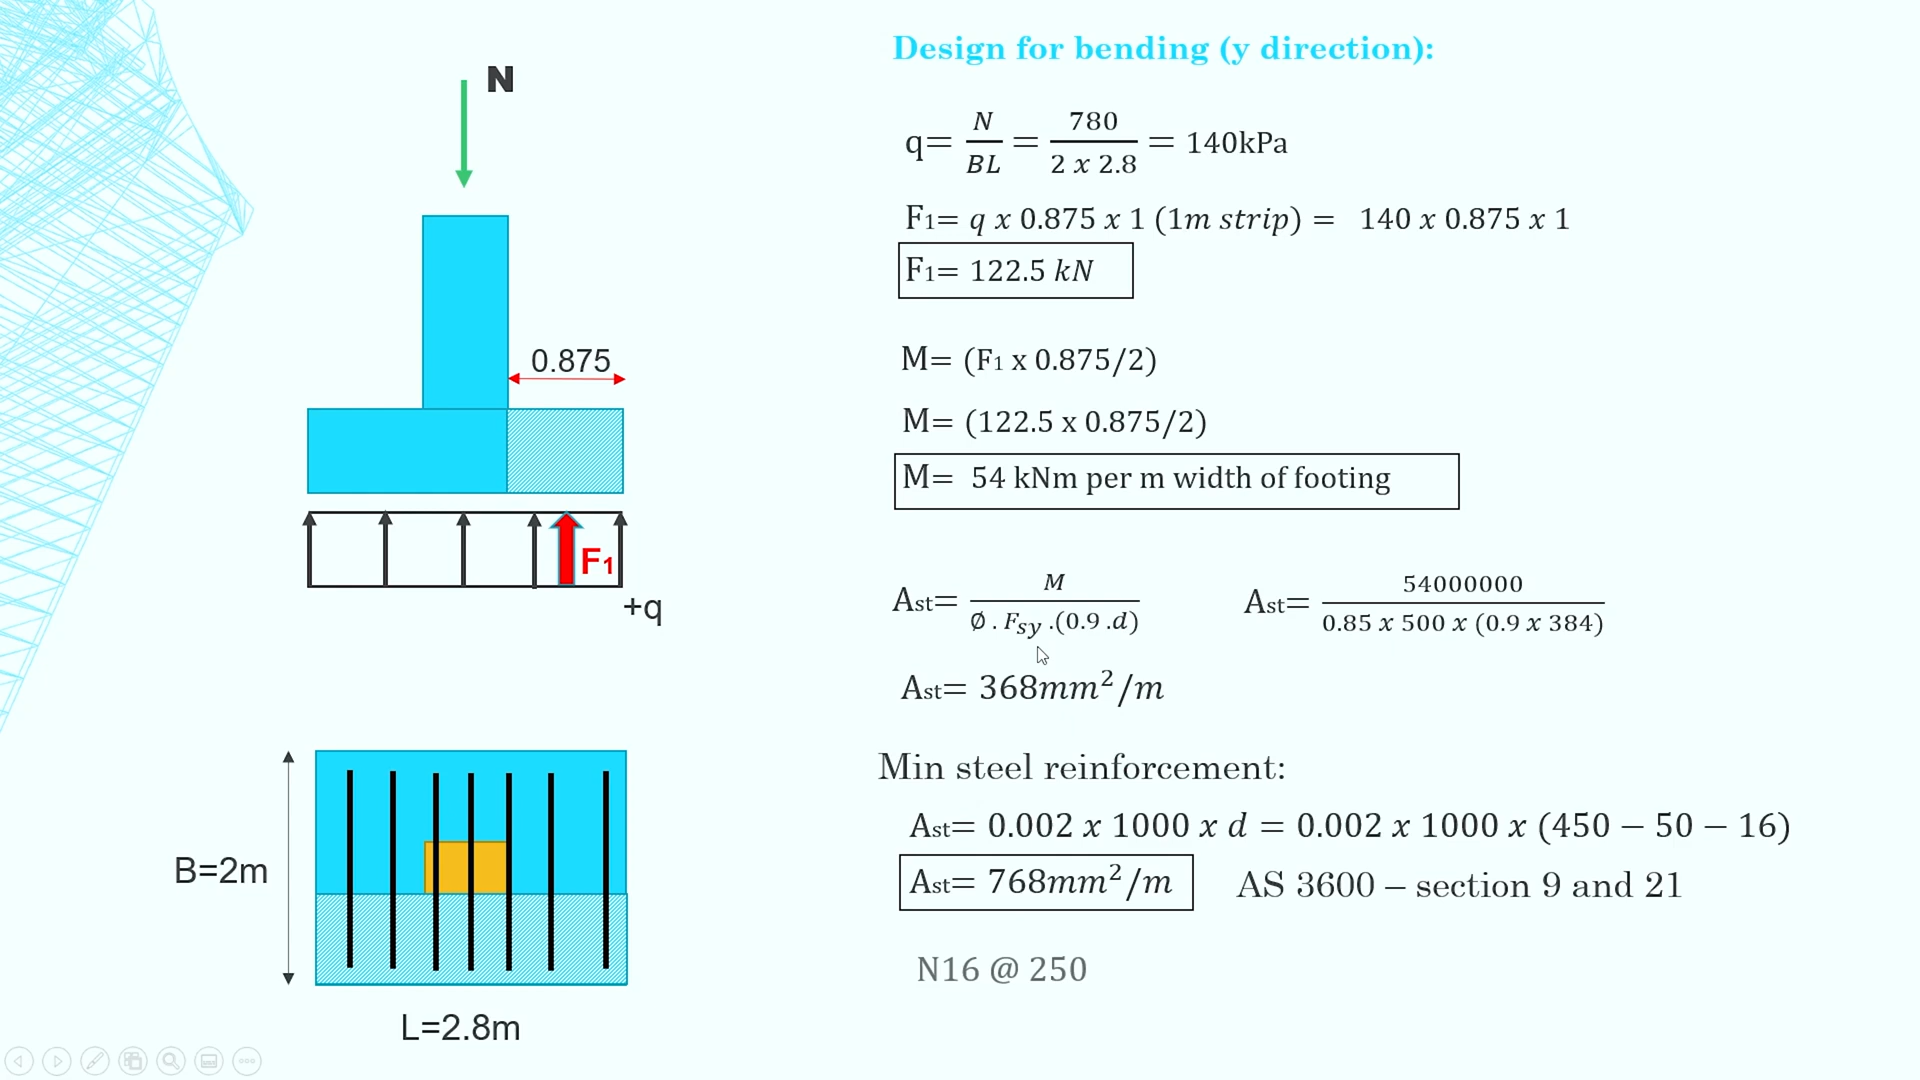 N
0.875
F1
+q
B=2m
L=2.8m
Design for bending (y direction):
q= N/BL = 780/(2 x 2.8) = 140kPa
F1= q x 0.875 x 1 (1m strip) = 140 x 0.875 x 1
F1= 122.5 kN
M= (F1 x 0.875/2)
M= (122.5 x 0.875/2)
M= 54 kNm per m width of footing
Ast= M/(Ø . Fsy .(0.9 .d)) Ast= 54000000/(0.85 x 500 x (0.9 x 384))
Ast= 368mm²/m
Min steel reinforcement:
Ast= 0.002 x 1000 x d = 0.002 x 1000 x (450 − 50 − 16)
Ast= 768mm²/m AS 3600 – section 9 and 21
N16 @ 250